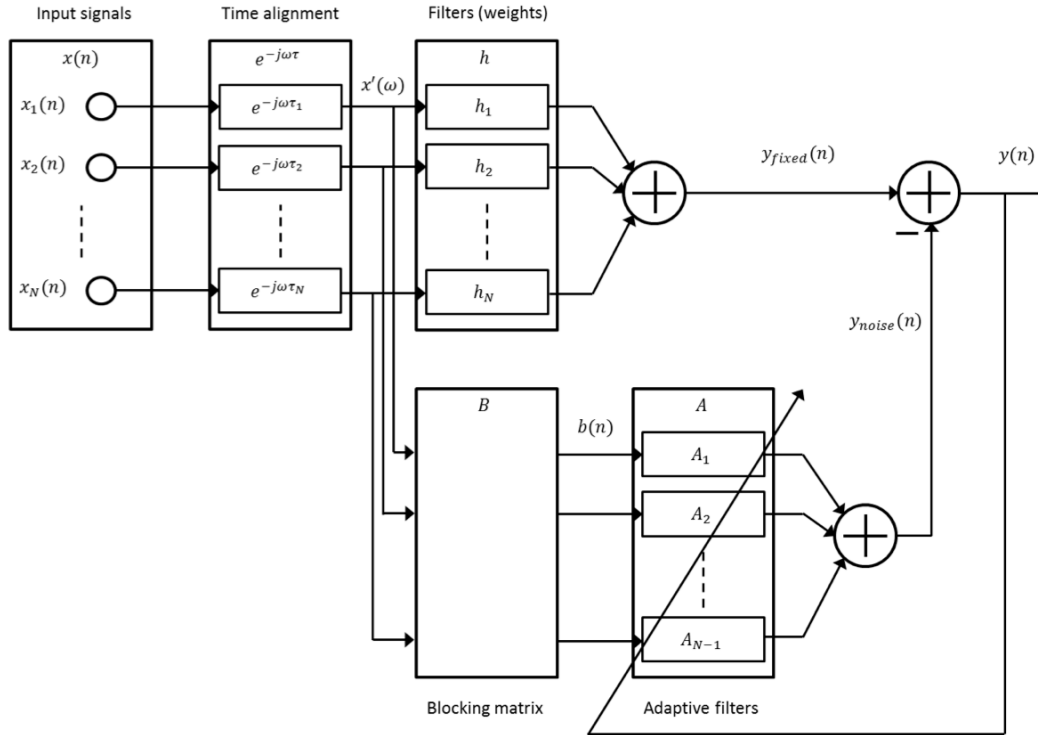 Input signals
Time alignment
Filters (weights)
x(n)
e^{-jωτ}
h
x'(ω)
x_1(n)
e^{-jωτ_1}
h_1
x_2(n)
e^{-jωτ_2}
h_2
x_N(n)
e^{-jωτ_N}
h_N
y_{fixed}(n)
y(n)
−
y_{noise}(n)
B
b(n)
A
A_1
A_2
A_{N-1}
Blocking matrix
Adaptive filters